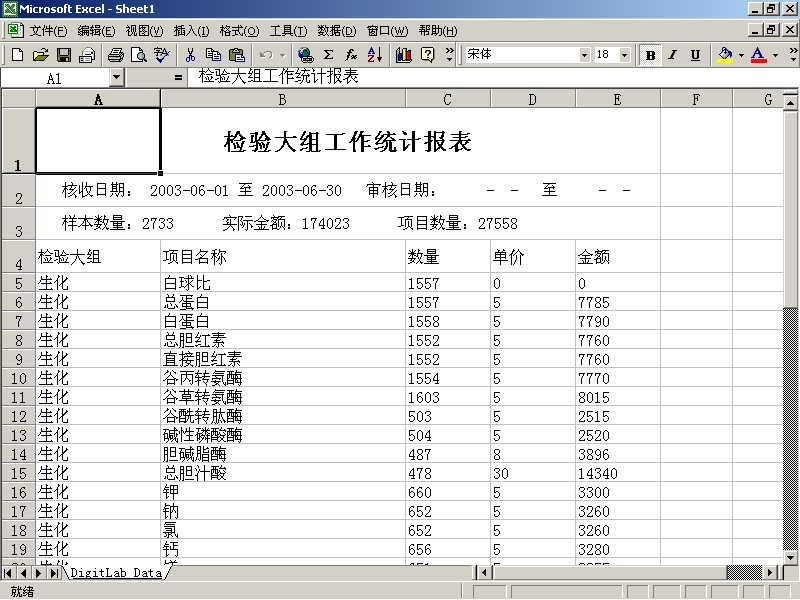 Microsoft Excel - Sheet1
文件(F) 编辑(E) 视图(V) 插入(I) 格式(O) 工具(T) 数据(D) 窗口(W) 帮助(H)
宋体 18 B I U A
A1 = 检验大组工作统计报表
A B C D E F G
1 检验大组工作统计报表
2 核收日期： 2003-06-01 至 2003-06-30 审核日期： - - 至 - -
3 样本数量：2733 实际金额：174023 项目数量：27558
4 检验大组 项目名称 数量 单价 金额
5 生化 白球比 1557 0 0
6 生化 总蛋白 1557 5 7785
7 生化 白蛋白 1558 5 7790
8 生化 总胆红素 1552 5 7760
9 生化 直接胆红素 1552 5 7760
10 生化 谷丙转氨酶 1554 5 7770
11 生化 谷草转氨酶 1603 5 8015
12 生化 谷酰转肽酶 503 5 2515
13 生化 碱性磷酸酶 504 5 2520
14 生化 胆碱脂酶 487 8 3896
15 生化 总胆汁酸 478 30 14340
16 生化 钾 660 5 3300
17 生化 钠 652 5 3260
18 生化 氯 652 5 3260
19 生化 钙 656 5 3280
DigitLab Data
就绪